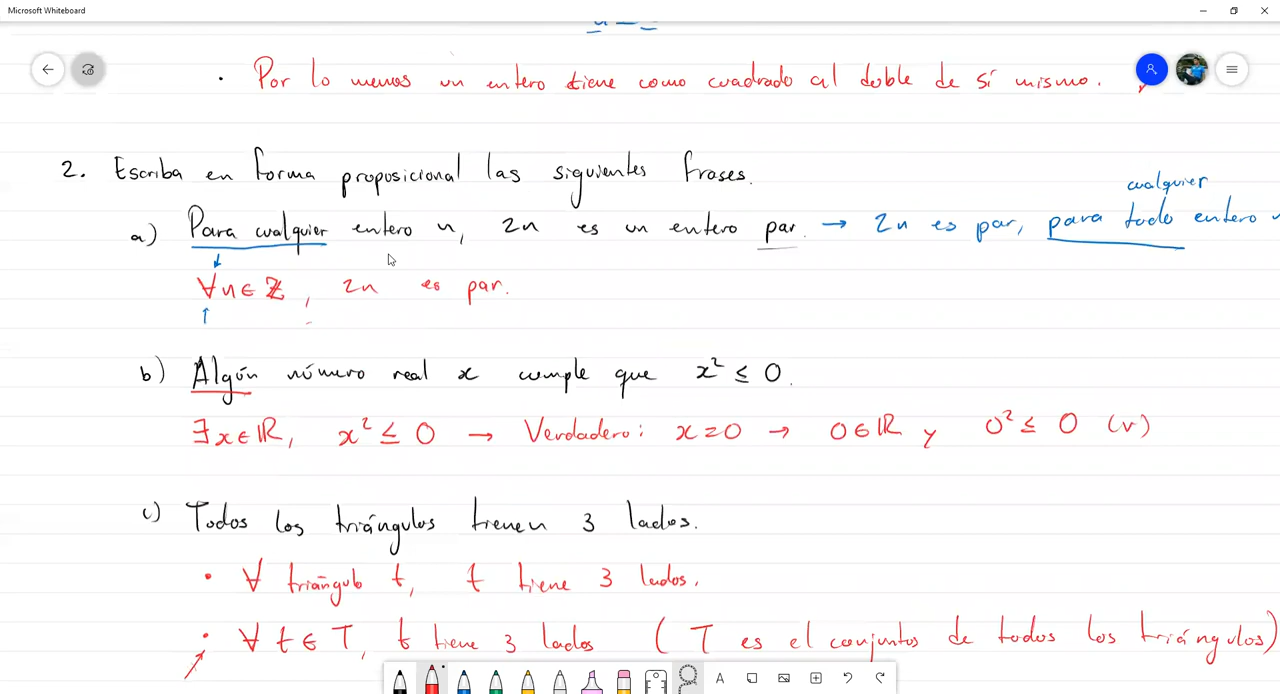 Microsoft Whiteboard
• Por lo menos un entero tiene como cuadrado al doble de sí mismo.
2. Escriba en forma proposicional las siguientes frases.
cualquier
a) Para cualquier entero n, 2n es un entero par. → 2n es par, para todo entero n
∀n∈ℤ, 2n es par.
b) Algún número real x cumple que x² ≤ 0.
∃x∈ℝ, x² ≤ 0 → Verdadero: x=0 → 0∈ℝ y 0² ≤ 0 (v)
c) Todos los triángulos tienen 3 lados.
• ∀ triángulo t, t tiene 3 lados.
• ∀ t∈T, t tiene 3 lados (T es el conjuntos de todos los triángulos)
A